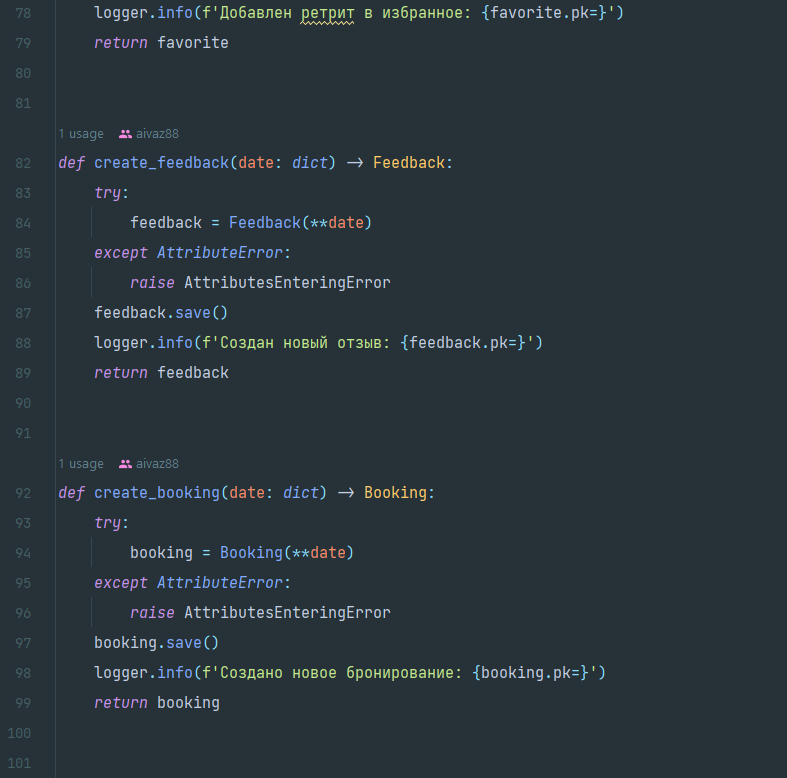 78 logger.info(f'Добавлен ретрит в избранное: {favorite.pk=}')
79 return favorite
80
81
1 usage aivaz88
82 def create_feedback(date: dict) -> Feedback:
83 try:
84 feedback = Feedback(**date)
85 except AttributeError:
86 raise AttributesEnteringError
87 feedback.save()
88 logger.info(f'Создан новый отзыв: {feedback.pk=}')
89 return feedback
90
91
1 usage aivaz88
92 def create_booking(date: dict) -> Booking:
93 try:
94 booking = Booking(**date)
95 except AttributeError:
96 raise AttributesEnteringError
97 booking.save()
98 logger.info(f'Создано новое бронирование: {booking.pk=}')
99 return booking
100
101